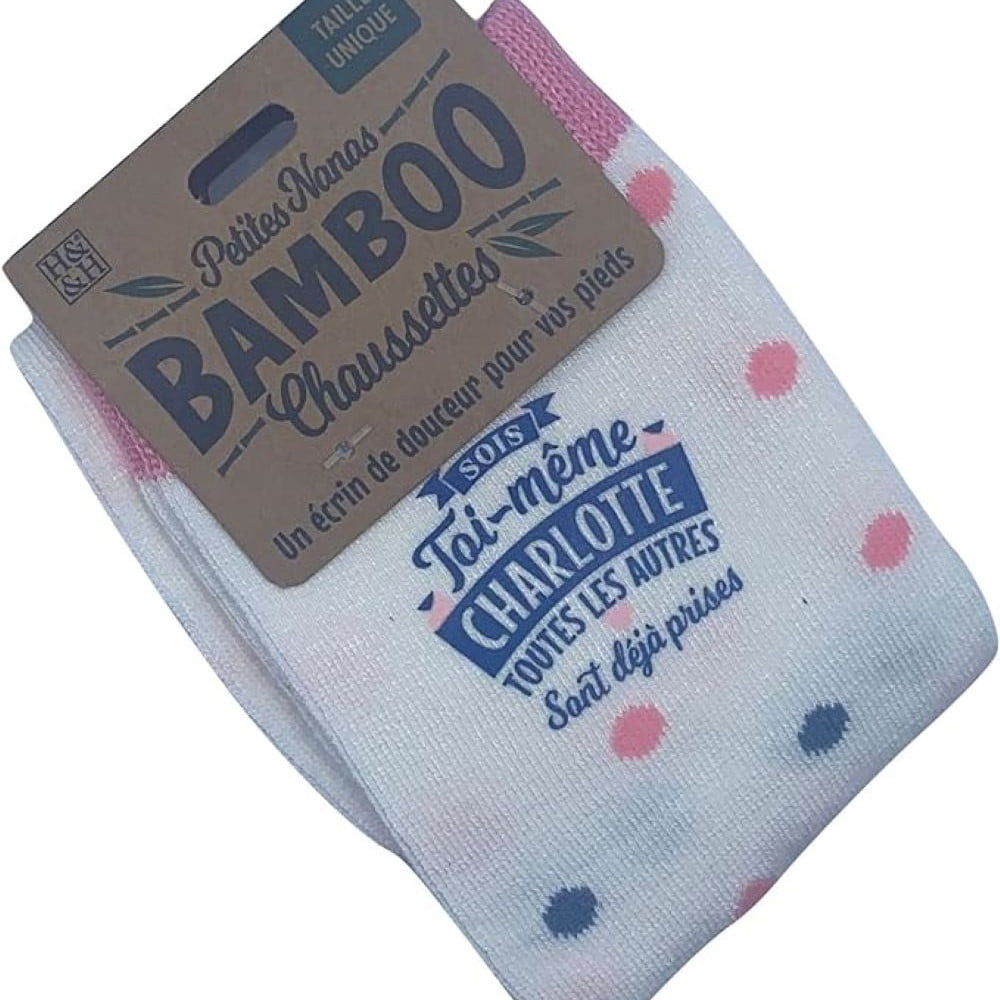 TAILLE
UNIQUE
H&
&H
Petites Nanas
BAMBOO
Chaussettes
Un écrin de douceur pour vos pieds
SOIS
Toi-même
CHARLOTTE
TOUTES LES AUTRES
Sont déjà prises